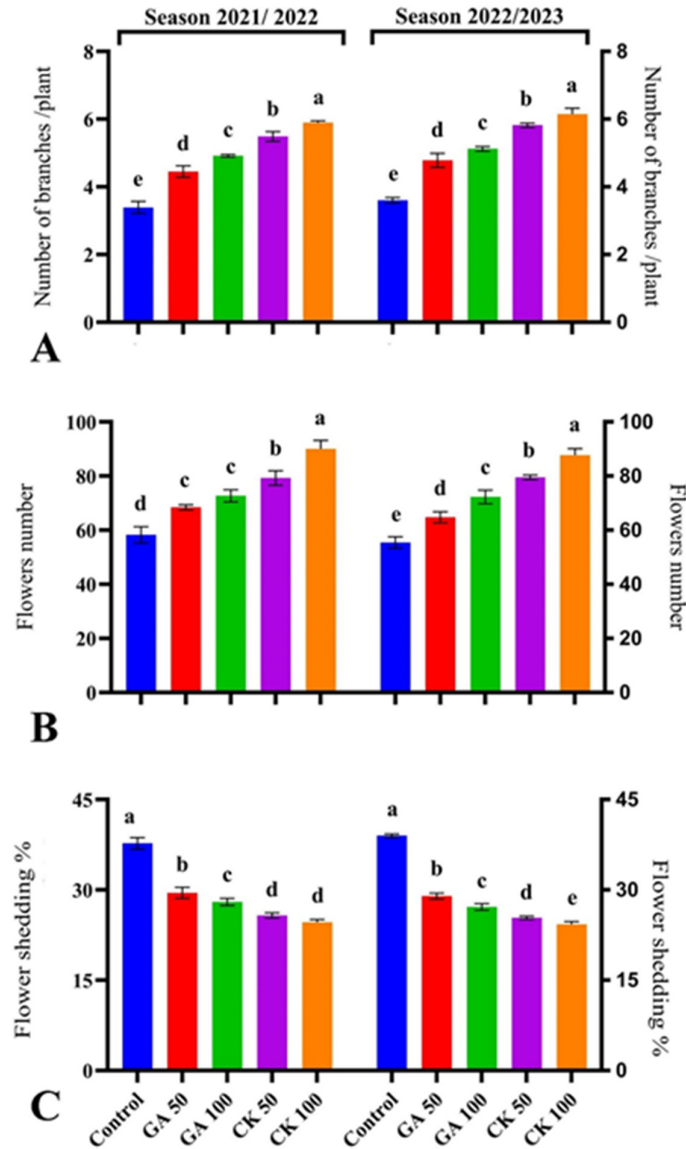 Season 2021/ 2022 Season 2022/2023
Number of branches /plant
8
6
4
2
0
e d c b a
e d c b a
8
6
4
2
0
Number of branches /plant
A
Flowers number
100
80
60
40
20
0
d c c b a
e d c b a
100
80
60
40
20
0
Flowers number
B
Flower shedding %
45
30
15
0
a b c d d
a b c d e
45
30
15
0
Flower shedding %
C
Control GA 50 GA 100 CK 50 CK 100 Control GA 50 GA 100 CK 50 CK 100